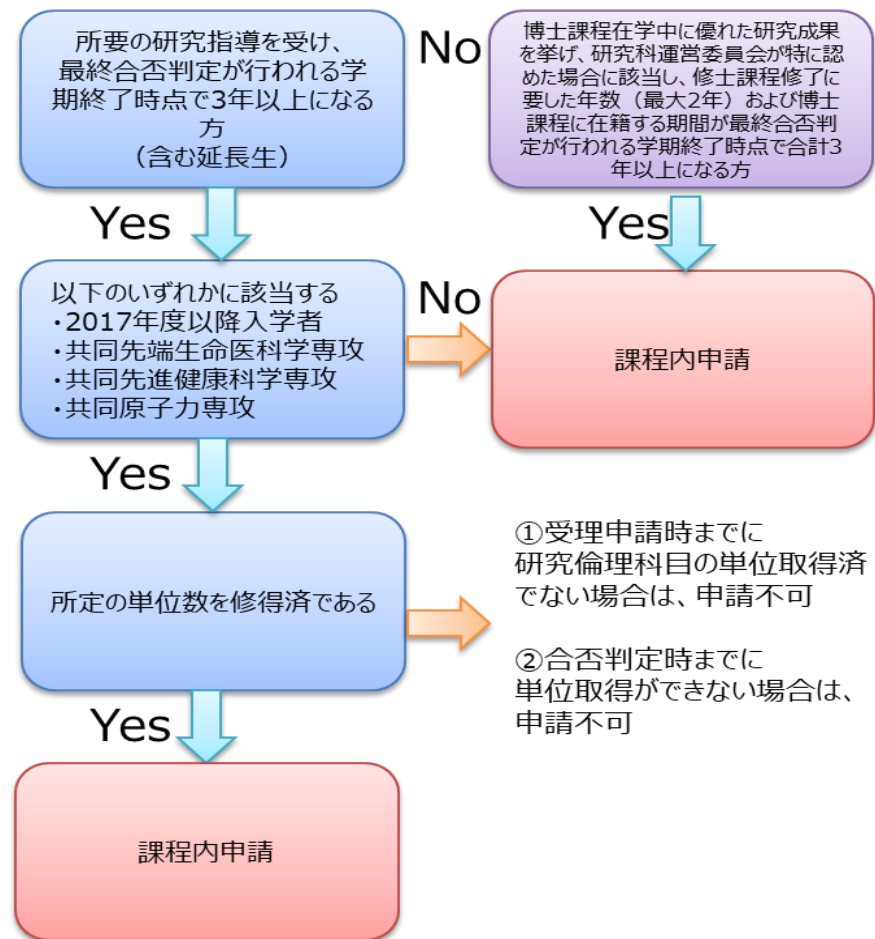 所要の研究指導を受け、
最終合否判定が行われる学
期終了時点で3年以上になる
方
（含む延長生）
No
博士課程在学中に優れた研究成果
を挙げ、研究科運営委員会が特に認
めた場合に該当し、修士課程修了に
要した年数（最大2年）および博士
課程に在籍する期間が最終合否判
定が行われる学期終了時点で合計3
年以上になる方
Yes
Yes
以下のいずれかに該当する
・2017年度以降入学者
・共同先端生命医科学専攻
・共同先進健康科学専攻
・共同原子力専攻
No
課程内申請
Yes
所定の単位数を修得済である
①受理申請時までに
研究倫理科目の単位取得済
でない場合は、申請不可
②合否判定時までに
単位取得ができない場合は、
申請不可
Yes
課程内申請